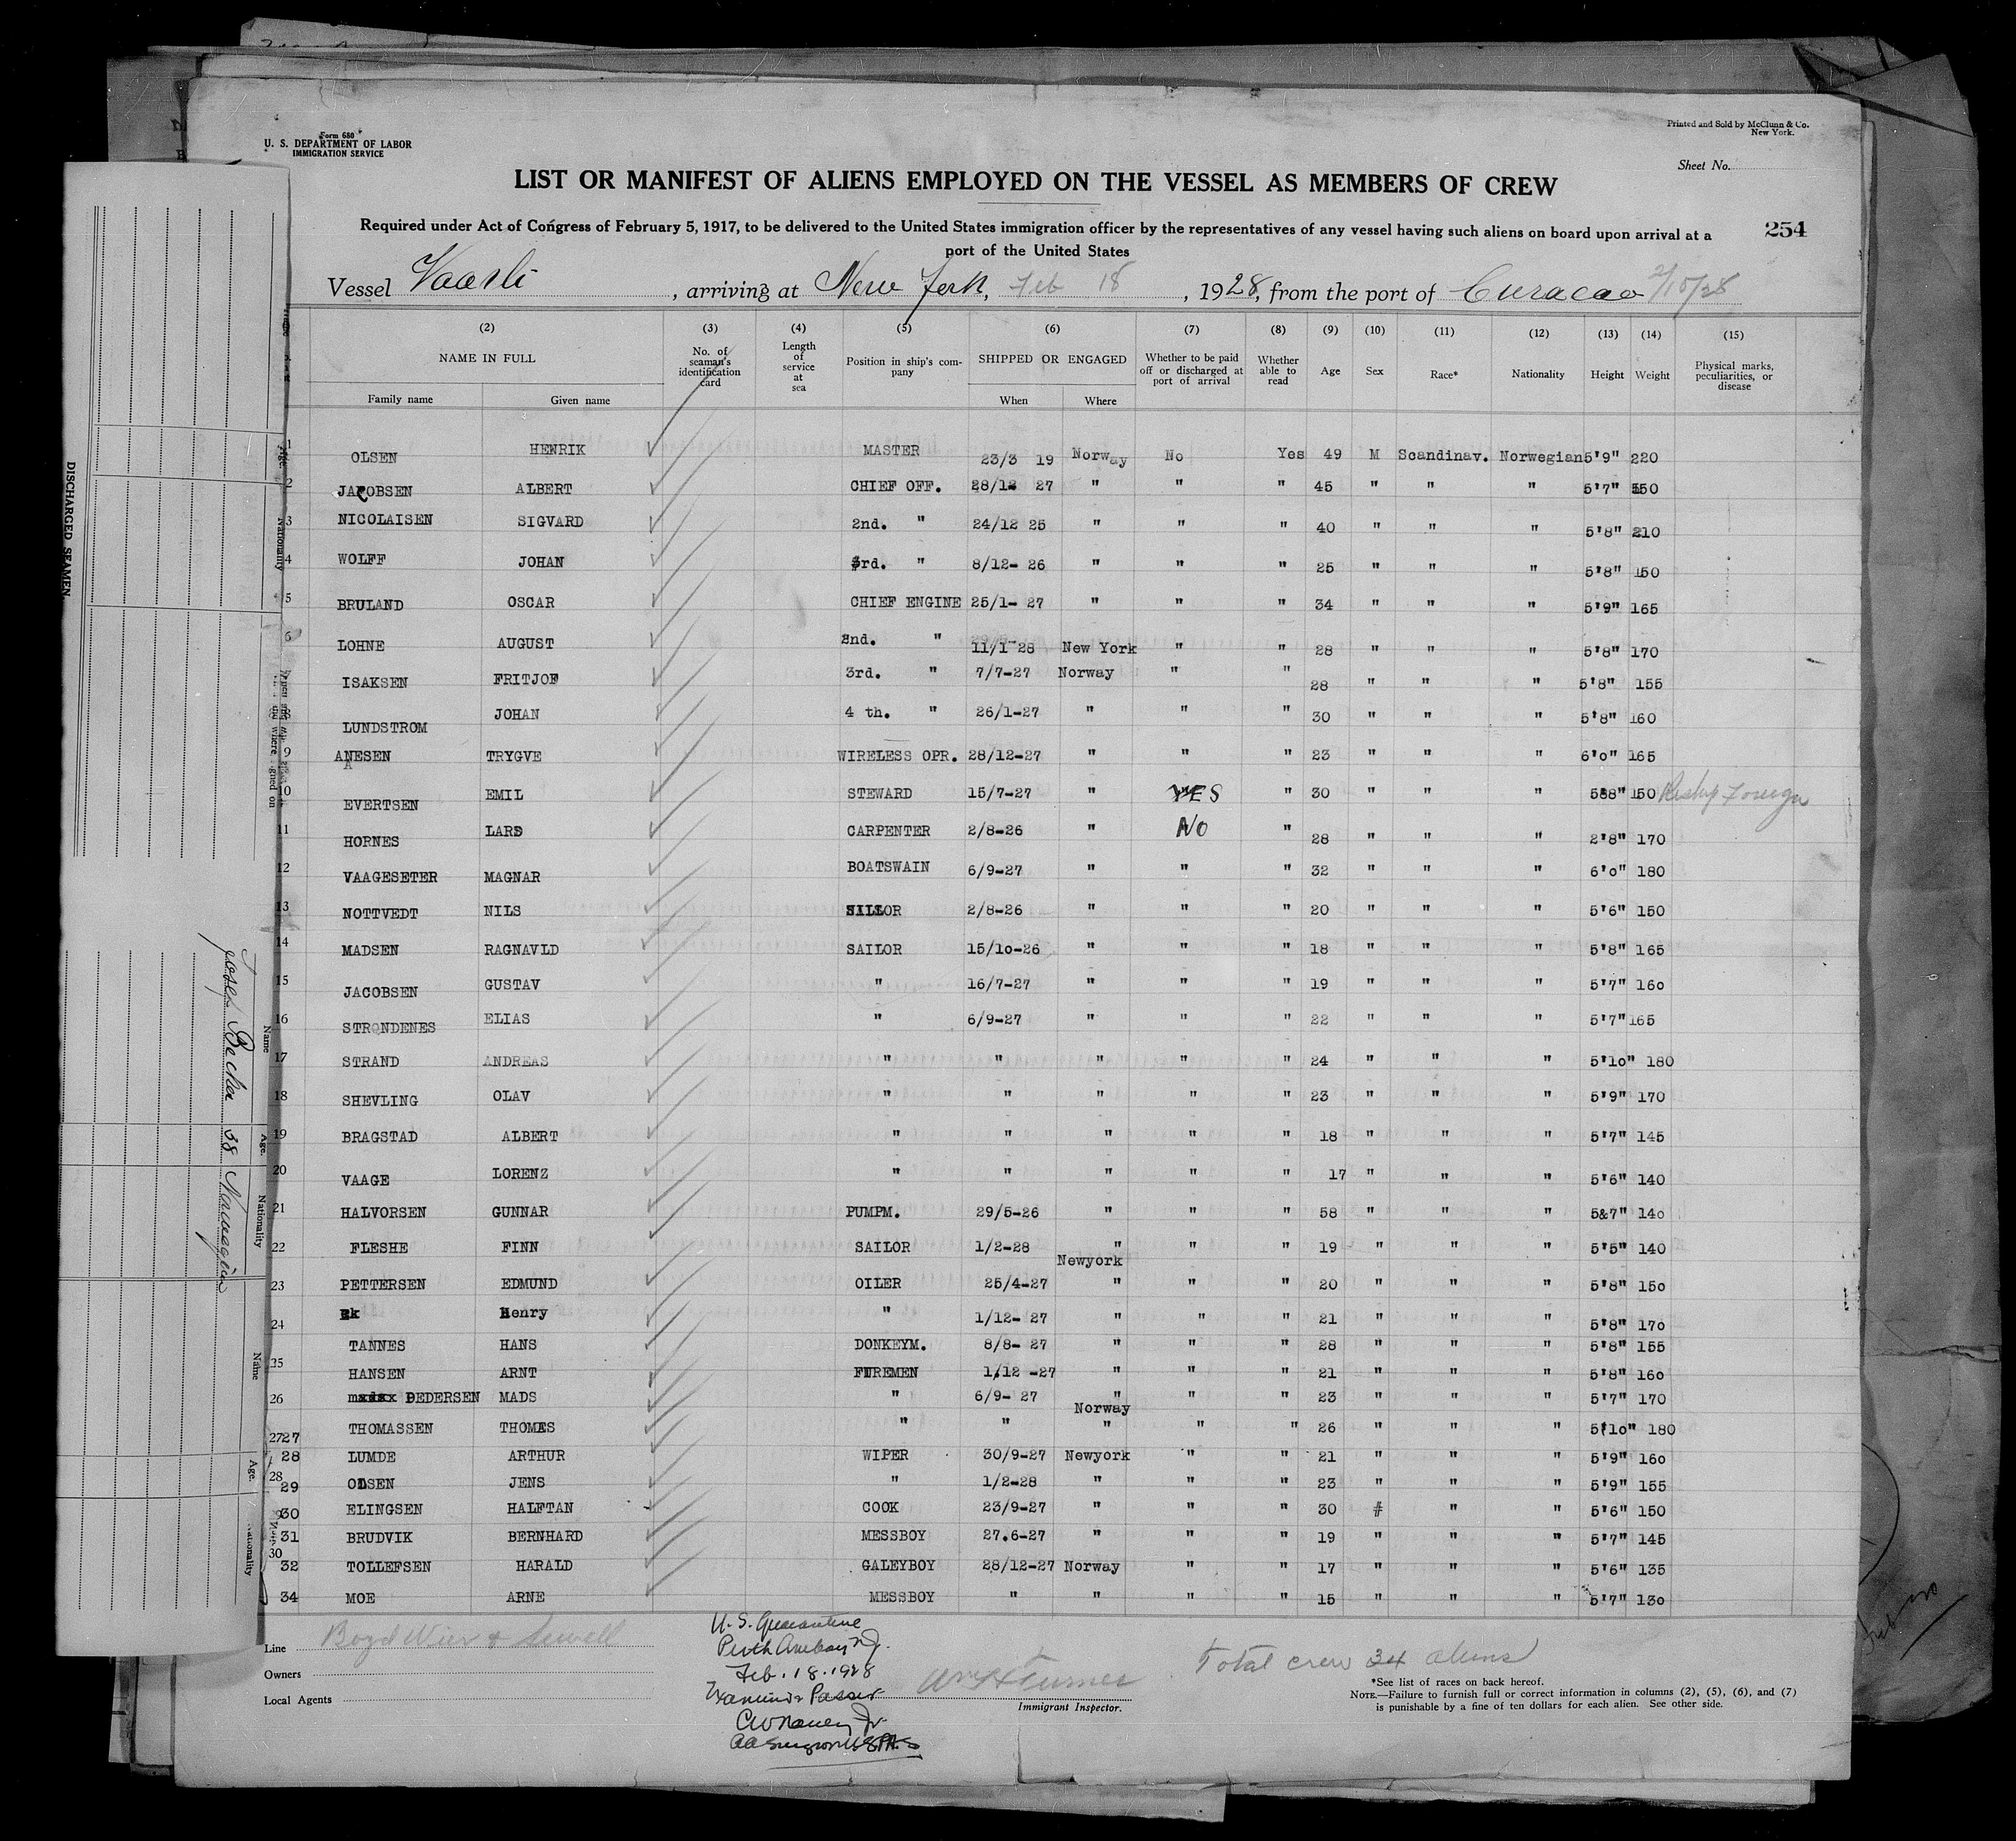 Form 680
U. S. DEPARTMENT OF LABOR
IMMIGRATION SERVICE
Printed and Sold by McClunn & Co.
New York.
Sheet No.
LIST OR MANIFEST OF ALIENS EMPLOYED ON THE VESSEL AS MEMBERS OF CREW
Required under Act of Congress of February 5, 1917, to be delivered to the United States immigration officer by the representatives of any vessel having such aliens on board upon arrival at a
port of the United States
254
Vessel Vaarli, arriving at New York, Feb 18, 1928, from the port of Curacao 2/10/28
(2) (3) (4) (5) (6) (7) (8) (9) (10) (11) (12) (13) (14) (15)
NAME IN FULL No. of seaman's identification card Length of service at sea Position in ship's company SHIPPED OR ENGAGED Whether to be paid off or discharged at port of arrival Whether able to read Age Sex Race* Nationality Height Weight Physical marks, peculiarities, or disease
Family name Given name When Where
1 OLSEN HENRIK MASTER 23/3 19 Norway No Yes 49 M Scandinav. Norwegian 5'9" 220
2 JACOBSEN ALBERT CHIEF OFF. 28/12 27 " " " 45 " " " 5'7" 150
3 NICOLAISEN SIGVARD 2nd. " 24/12 25 " " " 40 " " " 5'8" 210
4 WOLFF JOHAN 3rd. " 8/12- 26 " " " 25 " " " 5'8" 150
5 BRULAND OSCAR CHIEF ENGINE 25/1- 27 " " " 34 " " " 5'9" 165
6 LOHNE AUGUST 2nd. " 11/1 28 New York " " 28 " " " 5'8" 170
ISAKSEN FRITJOF 3rd. " 7/7-27 Norway " " 28 " " " 5'8" 155
8 LUNDSTROM JOHAN 4 th. " 26/1-27 " " " 30 " " " 5'8" 160
9 ANESEN TRYGVE WIRELESS OPR. 28/12-27 " " " 23 " " " 6'0" 165
10 EVERTSEN EMIL STEWARD 15/7-27 " YES " 30 " " " 588" 150 Reship Foreign
11 HORNES LARS CARPENTER 2/8-26 " No " 28 " " " 2'8" 170
12 VAAGESETER MAGNAR BOATSWAIN 6/9-27 " " " 32 " " " 6'0" 180
13 NOTTVEDT NILS SAILOR 2/8-26 " " " 20 " " " 5'6" 150
14 MADSEN RAGNAVLD SAILOR 15/10-26 " " " 18 " " " 5'8" 165
15 JACOBSEN GUSTAV " 16/7-27 " " " 19 " " " 5'7" 160
16 STRONDENES ELIAS " 6/9-27 " " " 22 " " " 5'7" 165
17 STRAND ANDREAS " " " " " 24 " " " 5'10" 180
18 SHEVLING OLAV " " " " " 23 " " " 5'9" 170
19 BRAGSTAD ALBERT " " " " " 18 " " " 5'7" 145
20 VAAGE LORENZ " " " " " 17 " " " 5'6" 140
21 HALVORSEN GUNNAR PUMPM. 29/5-26 " " " 58 " " " 5&7" 140
22 FLESHE FINN SAILOR 1/2-28 " " " 19 " " " 5'5" 140
23 PETTERSEN EDMUND OILER 25/4-27 Newyork " " " 20 " " " 5'8" 150
24 Ek Henry " 1/12- 27 " " " 21 " " " 5'8" 170
TANNES HANS DONKEYM. 8/8- 27 " " " 28 " " " 5'8" 155
25 HANSEN ARNT FIREMEN 1/12 -27 " " " 21 " " " 5'8" 160
26 PEDERSEN MADS " 6/9- 27 " " " 23 " " " 5'7" 170
2727 THOMASSEN THOMAS " " Norway " " " 26 " " " 5'10" 180
28 LUMDE ARTHUR WIPER 30/9-27 Newyork " " 21 " " " 5'9" 160
28 29 OLSEN JENS " 1/2-28 " " " 23 " " " 5'9" 155
30 ELINGSEN HALFTAN COOK 23/9-27 " " " 30 # " " 5'6" 150
31 BRUDVIK BERNHARD MESSBOY 27.6-27 " " " 19 " " " 5'7" 145
30 32 TOLLEFSEN HARALD GALEYBOY 28/12-27 Norway " " 17 " " " 5'6" 135
34 MOE ARNE MESSBOY " " " " 15 " " " 5'7" 130
Line Boyd Wier & Sewell
Owners
Local Agents
U. S. Quarantine
Perth Amboy N.J.
Feb. 18. 1928
Examined & Passed
Immigrant Inspector.
Total crew 34 aliens
*See list of races on back hereof.
NOTE.—Failure to furnish full or correct information in columns (2), (5), (6), and (7)
is punishable by a fine of ten dollars for each alien. See other side.
DISCHARGED SEAMEN.
Age.
Nationality
Name
Age.
Nationality
Name
Age.
Nationality
Josef Becker 38 Norwegian